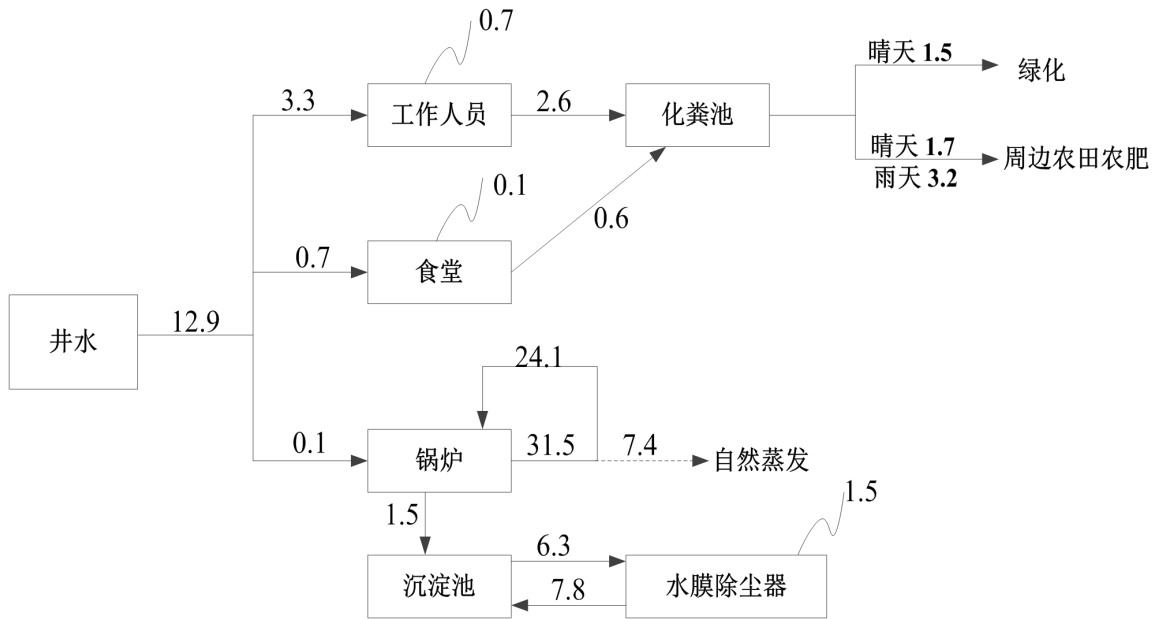 0.7
晴天 1.5
绿化
3.3
工作人员
2.6
化粪池
晴天 1.7
雨天 3.2
周边农田农肥
0.1
0.6
0.7
食堂
井水
12.9
24.1
0.1
锅炉
31.5
7.4
自然蒸发
1.5
1.5
沉淀池
6.3
7.8
水膜除尘器